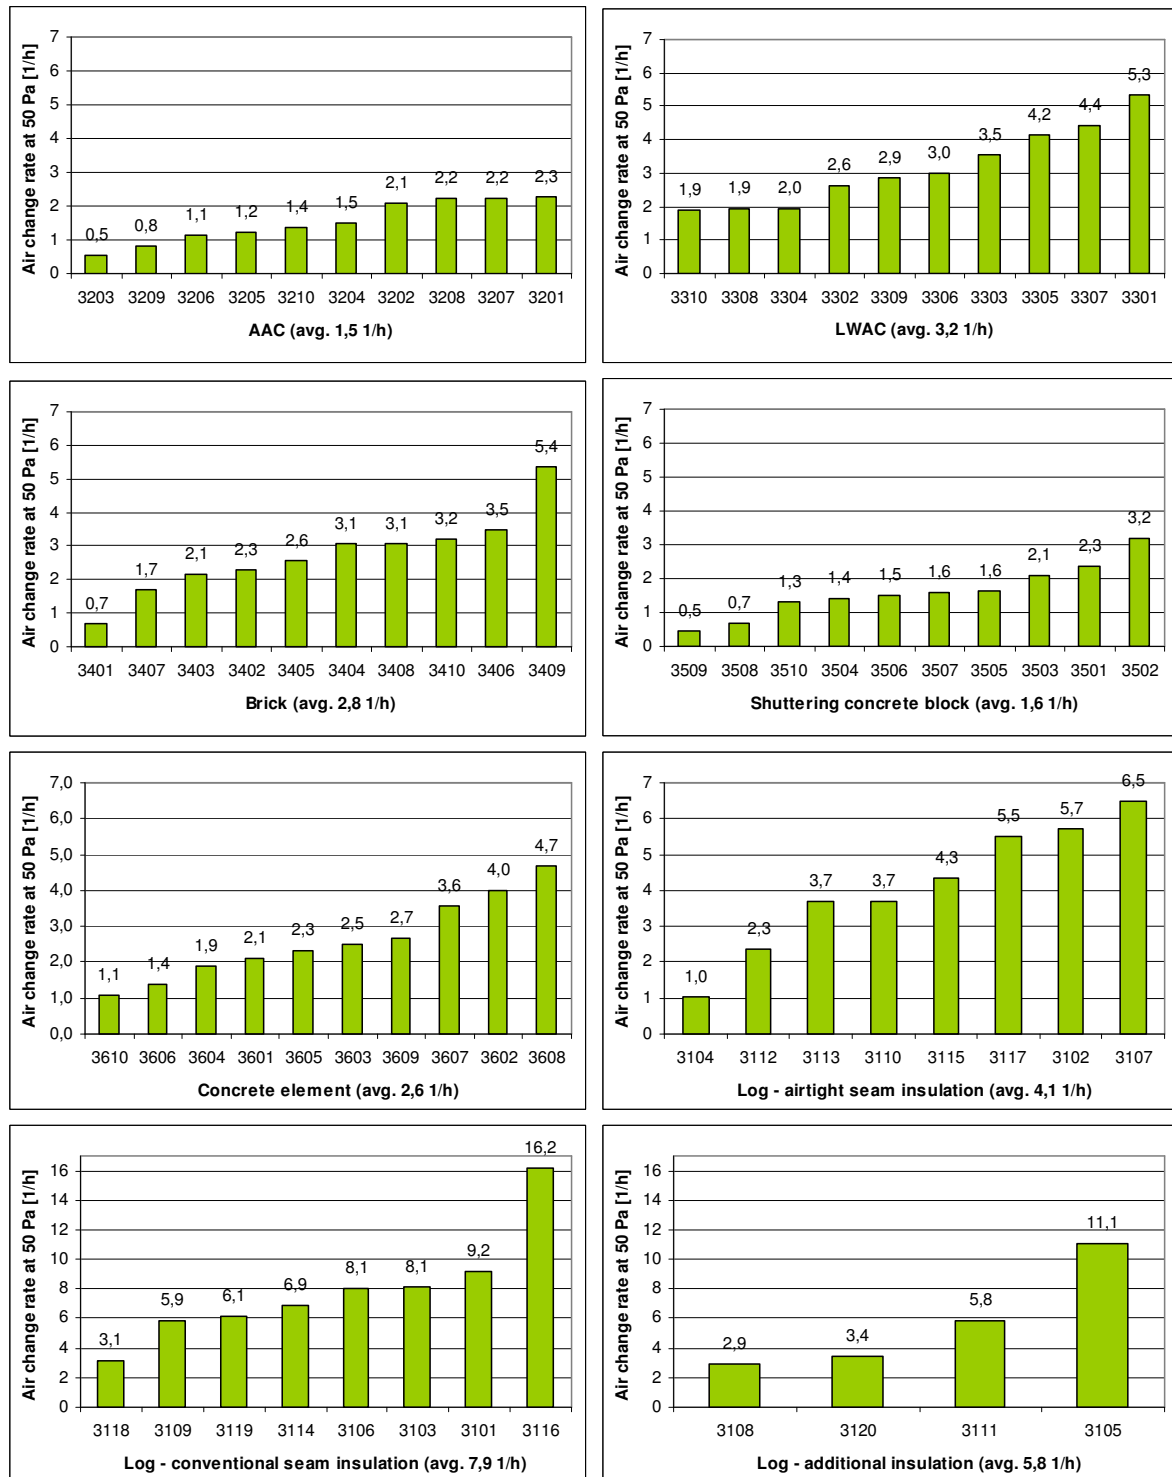 Air change rate at 50 Pa [1/h]
7
6
5
4
3
2
1
0
0,5 0,8 1,1 1,2 1,4 1,5 2,1 2,2 2,2 2,3
3203 3209 3206 3205 3210 3204 3202 3208 3207 3201
AAC (avg. 1,5 1/h)
Air change rate at 50 Pa [1/h]
7
6
5
4
3
2
1
0
1,9 1,9 2,0 2,6 2,9 3,0 3,5 4,2 4,4 5,3
3310 3308 3304 3302 3309 3306 3303 3305 3307 3301
LWAC (avg. 3,2 1/h)
Air change rate at 50 Pa [1/h]
7
6
5
4
3
2
1
0
0,7 1,7 2,1 2,3 2,6 3,1 3,1 3,2 3,5 5,4
3401 3407 3403 3402 3405 3404 3408 3410 3406 3409
Brick (avg. 2,8 1/h)
Air change rate at 50 Pa [1/h]
7
6
5
4
3
2
1
0
0,5 0,7 1,3 1,4 1,5 1,6 1,6 2,1 2,3 3,2
3509 3508 3510 3504 3506 3507 3505 3503 3501 3502
Shuttering concrete block (avg. 1,6 1/h)
Air change rate at 50 Pa [1/h]
7,0
6,0
5,0
4,0
3,0
2,0
1,0
0,0
1,1 1,4 1,9 2,1 2,3 2,5 2,7 3,6 4,0 4,7
3610 3606 3604 3601 3605 3603 3609 3607 3602 3608
Concrete element (avg. 2,6 1/h)
Air change rate at 50 Pa [1/h]
7
6
5
4
3
2
1
0
1,0 2,3 3,7 3,7 4,3 5,5 5,7 6,5
3104 3112 3113 3110 3115 3117 3102 3107
Log - airtight seam insulation (avg. 4,1 1/h)
Air change rate at 50 Pa [1/h]
16
14
12
10
8
6
4
2
0
3,1 5,9 6,1 6,9 8,1 8,1 9,2 16,2
3118 3109 3119 3114 3106 3103 3101 3116
Log - conventional seam insulation (avg. 7,9 1/h)
Air change rate at 50 Pa [1/h]
16
14
12
10
8
6
4
2
0
2,9 3,4 5,8 11,1
3108 3120 3111 3105
Log - additional insulation (avg. 5,8 1/h)